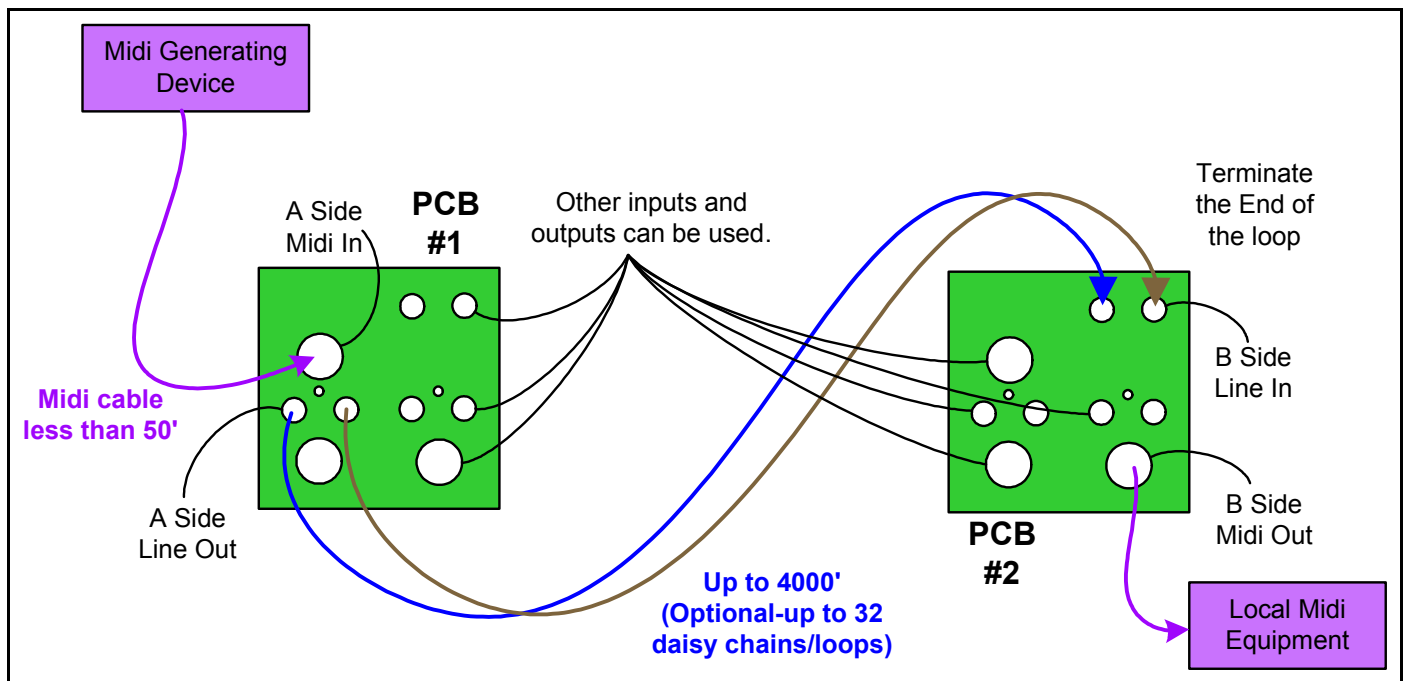 Midi Generating
Device
A Side
Midi In
PCB
#1
Other inputs and
outputs can be used.
Terminate
the End of
the loop
Midi cable
less than 50'
B Side
Line In
A Side
Line Out
PCB
#2
B Side
Midi Out
Up to 4000'
(Optional-up to 32
daisy chains/loops)
Local Midi
Equipment